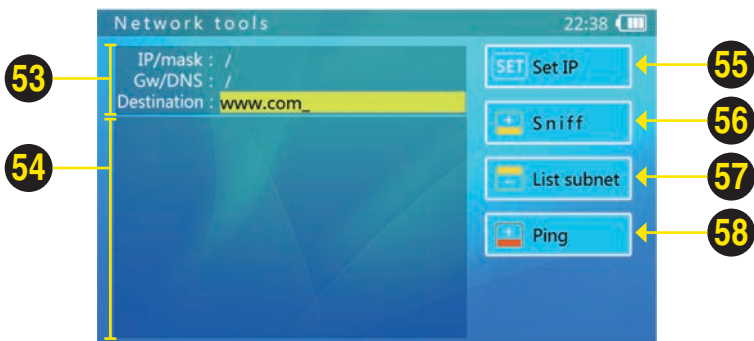 Network tools 22:38
53
IP/mask : /
Gw/DNS : /
Destination : www.com_
54
SET Set IP
55
Sniff
56
List subnet
57
Ping
58